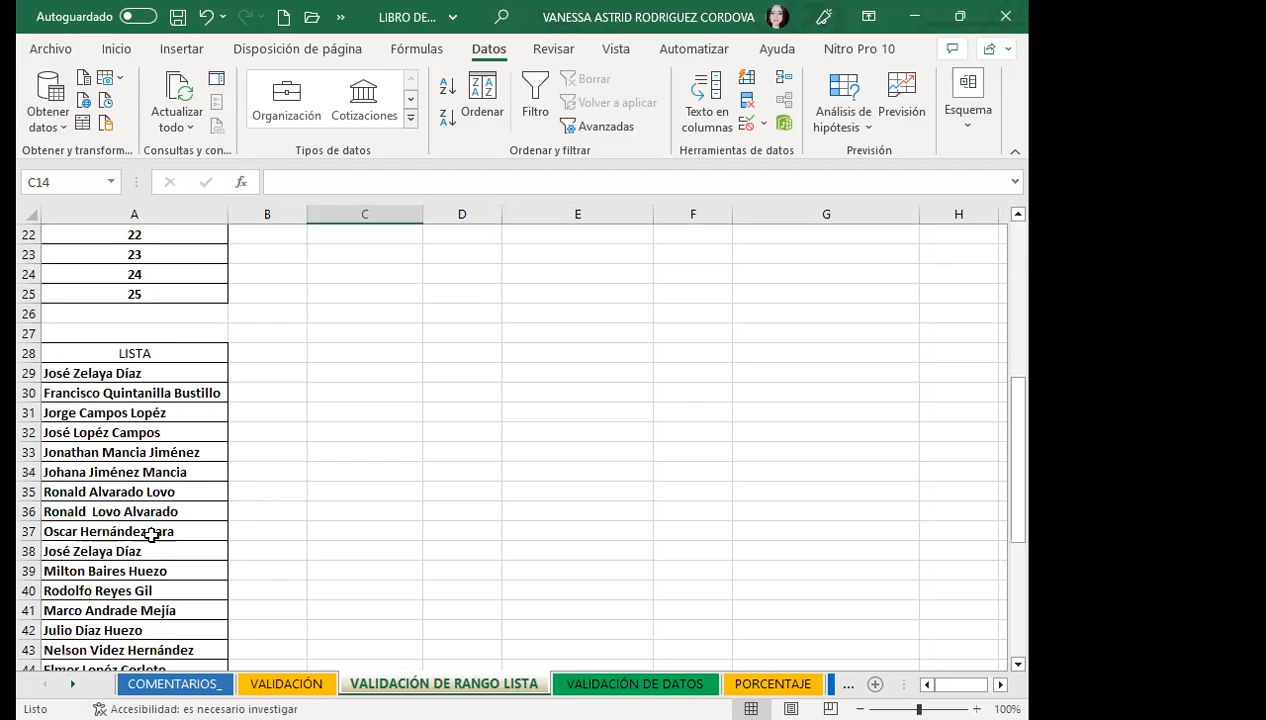 Autoguardado LIBRO DE... VANESSA ASTRID RODRIGUEZ CORDOVA
Archivo Inicio Insertar Disposición de página Fórmulas Datos Revisar Vista Automatizar Ayuda Nitro Pro 10
Obtener datos
Actualizar todo
Organización Cotizaciones
Ordenar
Filtro
Borrar
Volver a aplicar
Avanzadas
Texto en columnas
Análisis de hipótesis
Previsión
Esquema
Obtener y transform... Consultas y con... Tipos de datos Ordenar y filtrar Herramientas de datos Previsión
C14 fx
A B C D E F G H
22 22
23 23
24 24
25 25
26
27
28 LISTA
29 José Zelaya Díaz
30 Francisco Quintanilla Bustillo
31 Jorge Campos Lopéz
32 José Lopéz Campos
33 Jonathan Mancia Jiménez
34 Johana Jiménez Mancia
35 Ronald Alvarado Lovo
36 Ronald  Lovo Alvarado
37 Oscar Hernández
38 José Zelaya Díaz
39 Milton Baires Huezo
40 Rodolfo Reyes Gil
41 Marco Andrade Mejía
42 Julio Díaz Huezo
43 Nelson Videz Hernández
44 Elmer Lopéz Corleto
COMENTARIOS_ VALIDACIÓN VALIDACIÓN DE RANGO LISTA VALIDACIÓN DE DATOS PORCENTAJE ...
Listo Accesibilidad: es necesario investigar 100%